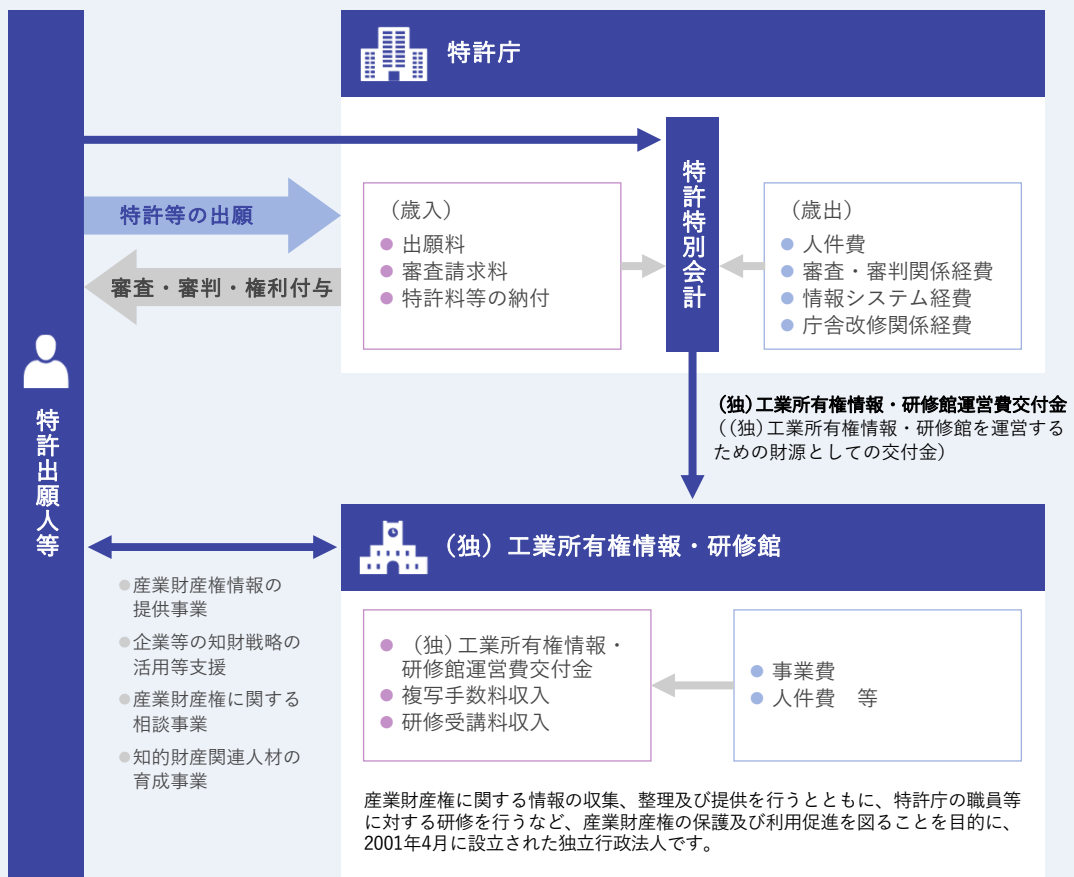 特許庁
特許出願人等
特許等の出願
審査・審判・権利付与
(歳入)
● 出願料
● 審査請求料
● 特許料等の納付
特許特別会計
(歳出)
● 人件費
● 審査・審判関係経費
● 情報システム経費
● 庁舎改修関係経費
(独)工業所有権情報・研修館運営費交付金
((独)工業所有権情報・研修館を運営する
ための財源としての交付金)
(独)工業所有権情報・研修館
●産業財産権情報の
提供事業
●企業等の知財戦略の
活用等支援
●産業財産権に関する
相談事業
●知的財産関連人材の
育成事業
● (独)工業所有権情報・
研修館運営費交付金
● 複写手数料収入
● 研修受講料収入
● 事業費
● 人件費　等
産業財産権に関する情報の収集、整理及び提供を行うとともに、特許庁の職員等
に対する研修を行うなど、産業財産権の保護及び利用促進を図ることを目的に、
2001年4月に設立された独立行政法人です。